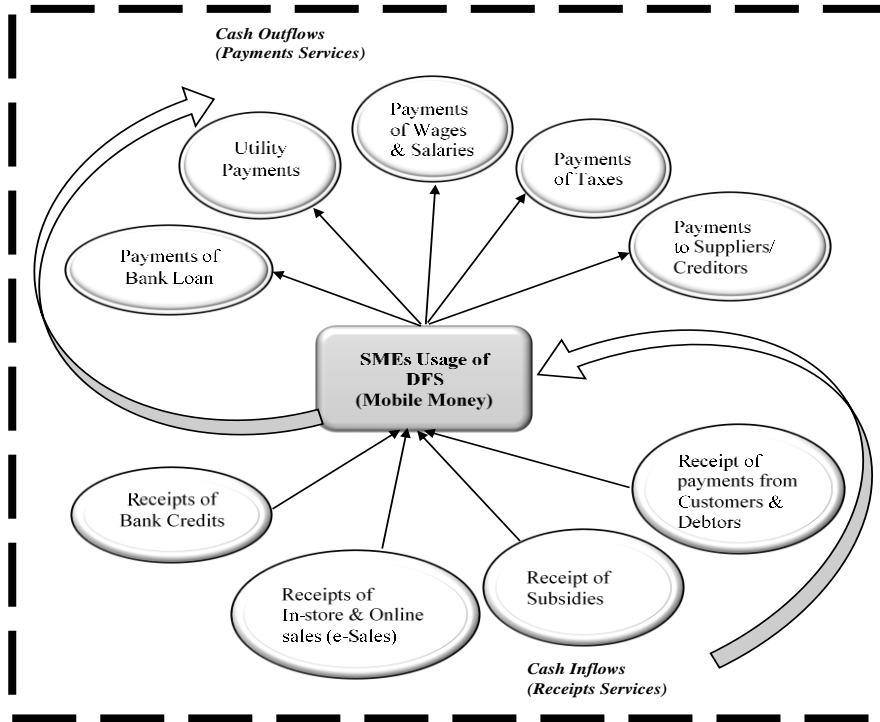 Cash Outflows
(Payments Services)
Payments
of Wages
& Salaries
Utility
Payments
Payments
of Taxes
Payments
to Suppliers/
Creditors
Payments of
Bank Loan
SMEs Usage of
DFS
(Mobile Money)
Receipt of
payments from
Customers &
Debtors
Receipts of
Bank Credits
Receipts of
In-store & Online
sales (e-Sales)
Receipt of
Subsidies
Cash Inflows
(Receipts Services)